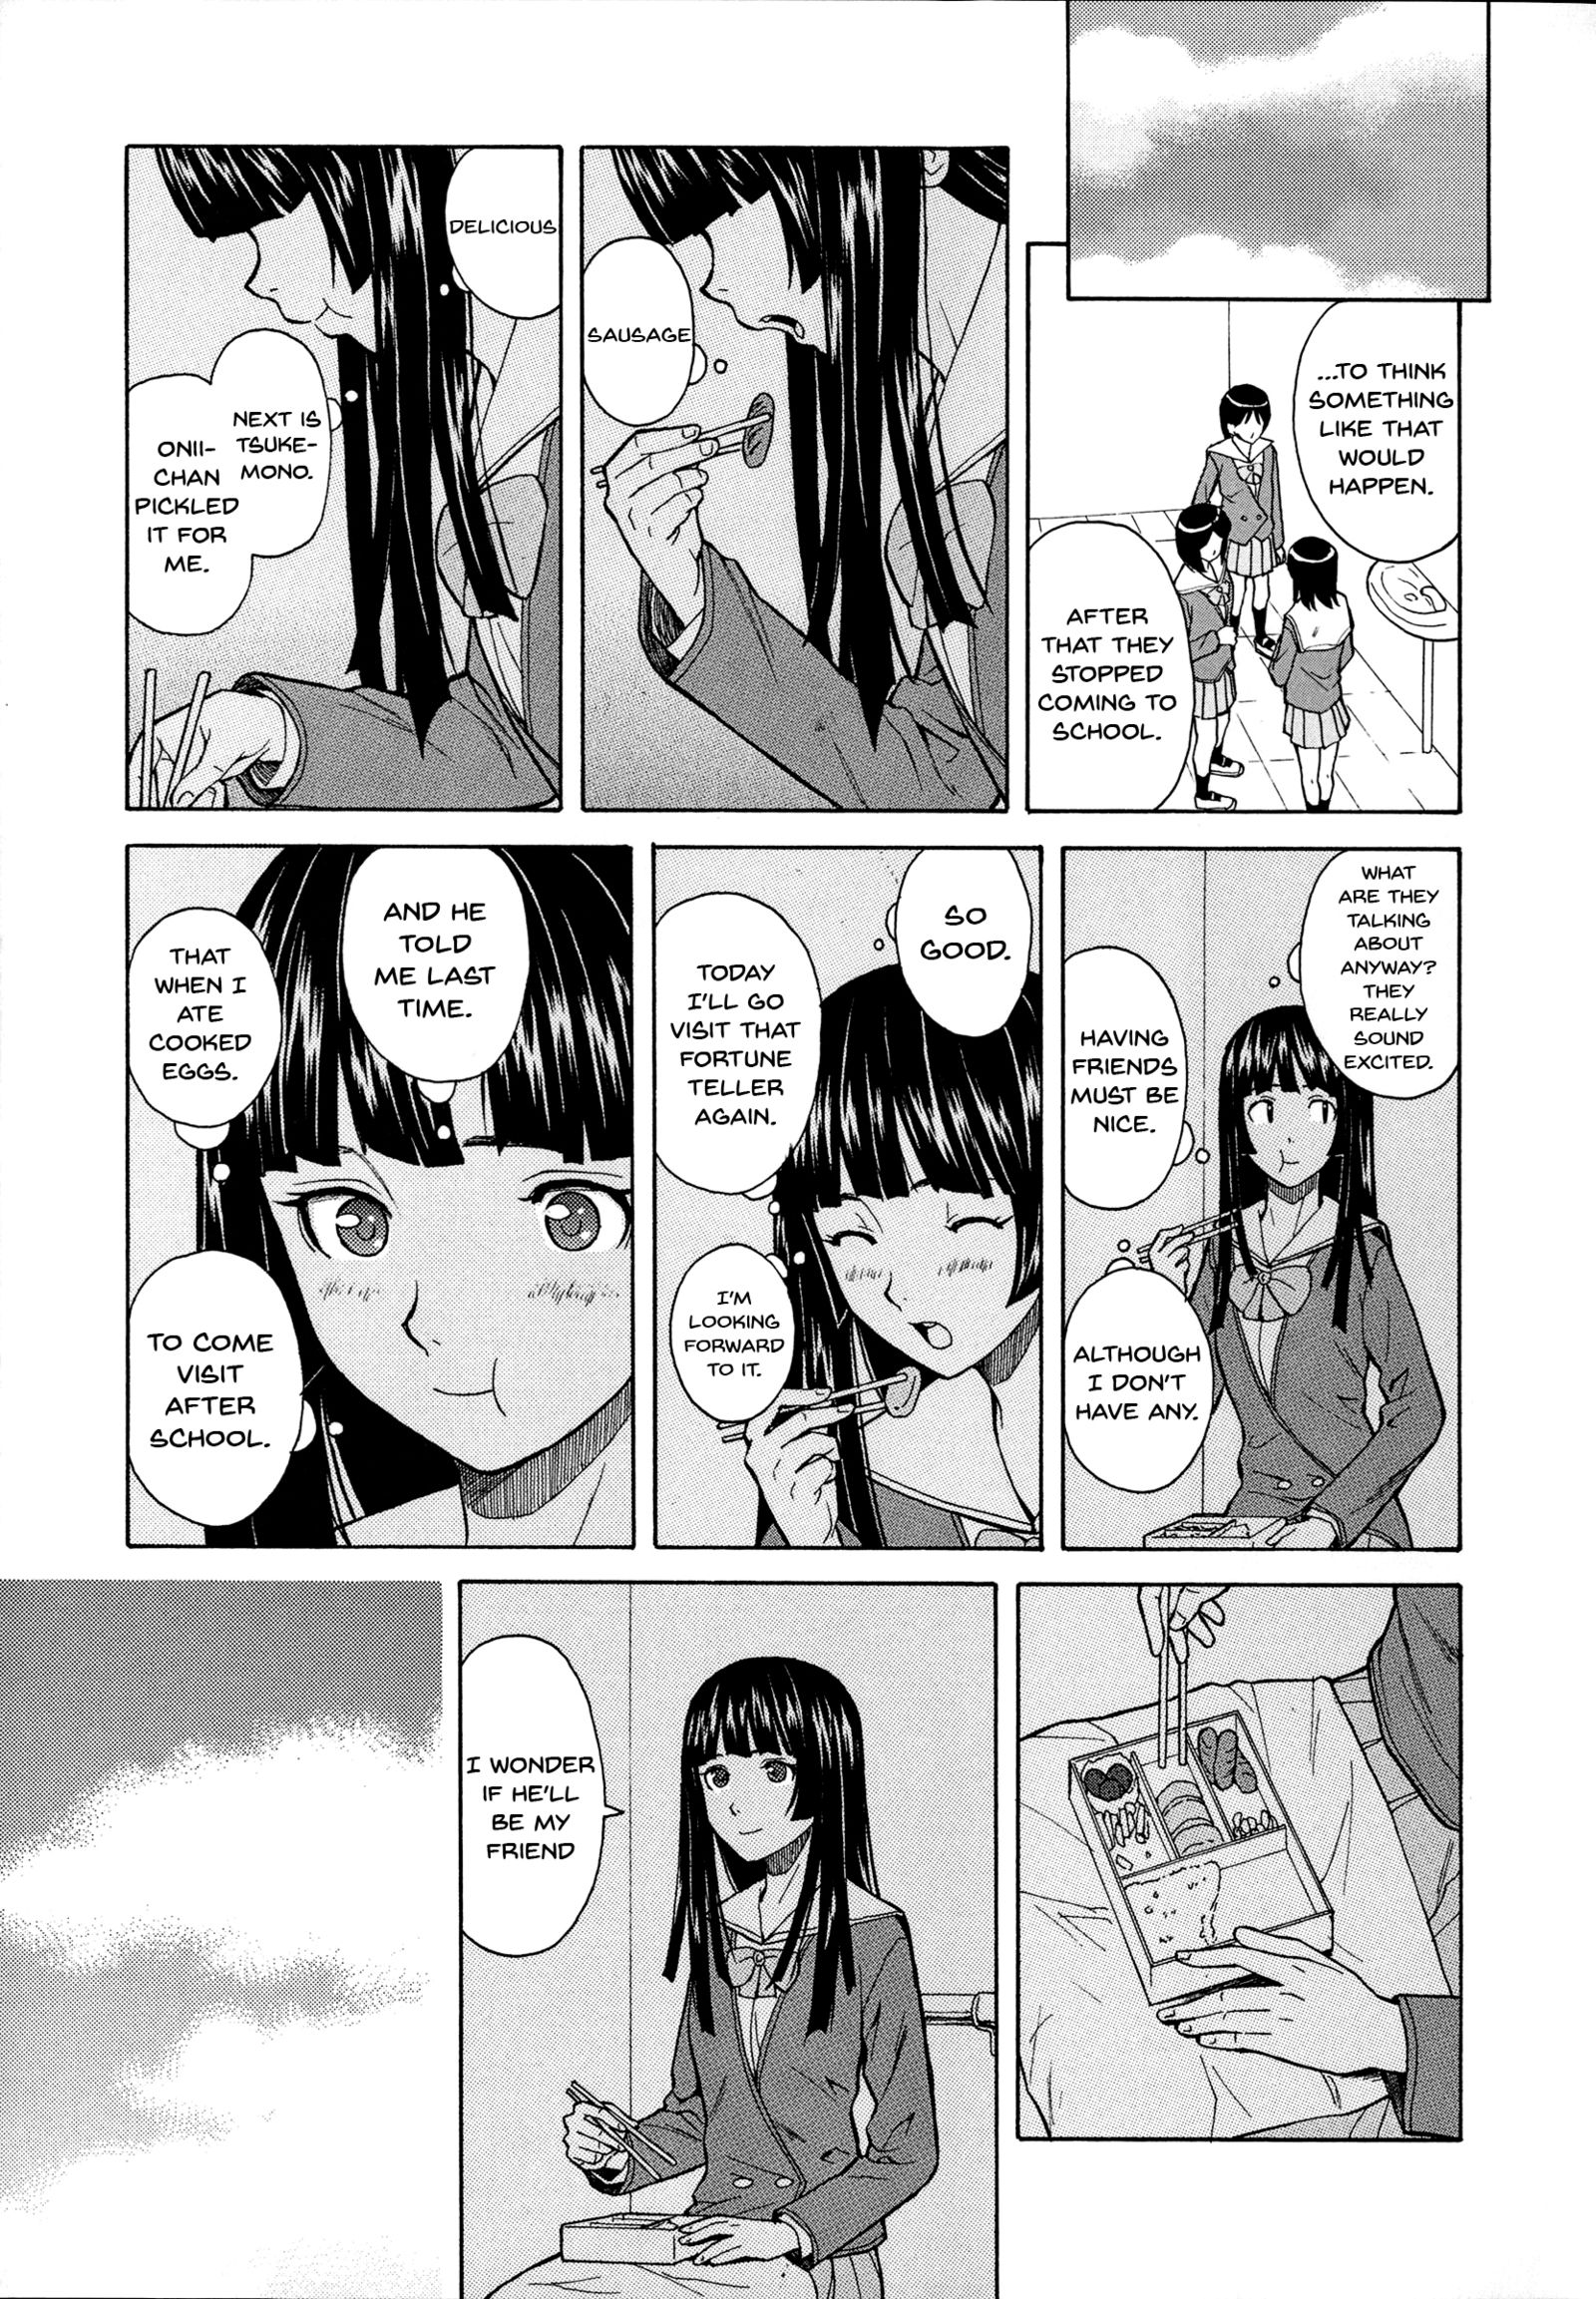 ...TO THINK
SOMETHING
LIKE THAT
WOULD
HAPPEN.
AFTER
THAT THEY
STOPPED
COMING TO
SCHOOL.
SAUSAGE
DELICIOUS
NEXT IS
TSUKE-
MONO.
ONII-
CHAN
PICKLED
IT FOR
ME.
WHAT
ARE THEY
TALKING
ABOUT
ANYWAY?
THEY
REALLY
SOUND
EXCITED.
HAVING
FRIENDS
MUST BE
NICE.
ALTHOUGH
I DON'T
HAVE ANY.
SO
GOOD.
TODAY
I'LL GO
VISIT THAT
FORTUNE
TELLER
AGAIN.
I'M
LOOKING
FORWARD
TO IT.
AND HE
TOLD
ME LAST
TIME.
THAT
WHEN I
ATE
COOKED
EGGS.
TO COME
VISIT
AFTER
SCHOOL.
I WONDER
IF HE'LL
BE MY
FRIEND